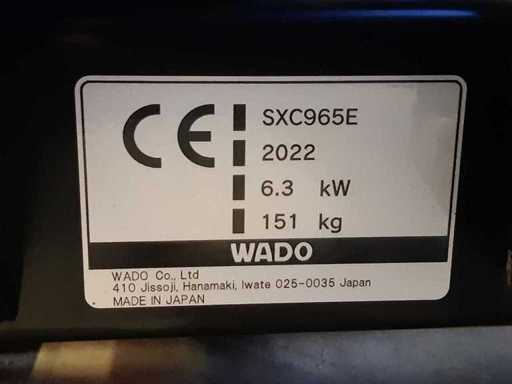 CE SXC965E
2022
6.3 kW
151 kg
WADO
WADO Co., Ltd
410 Jissoji, Hanamaki, Iwate 025-0035 Japan
MADE IN JAPAN